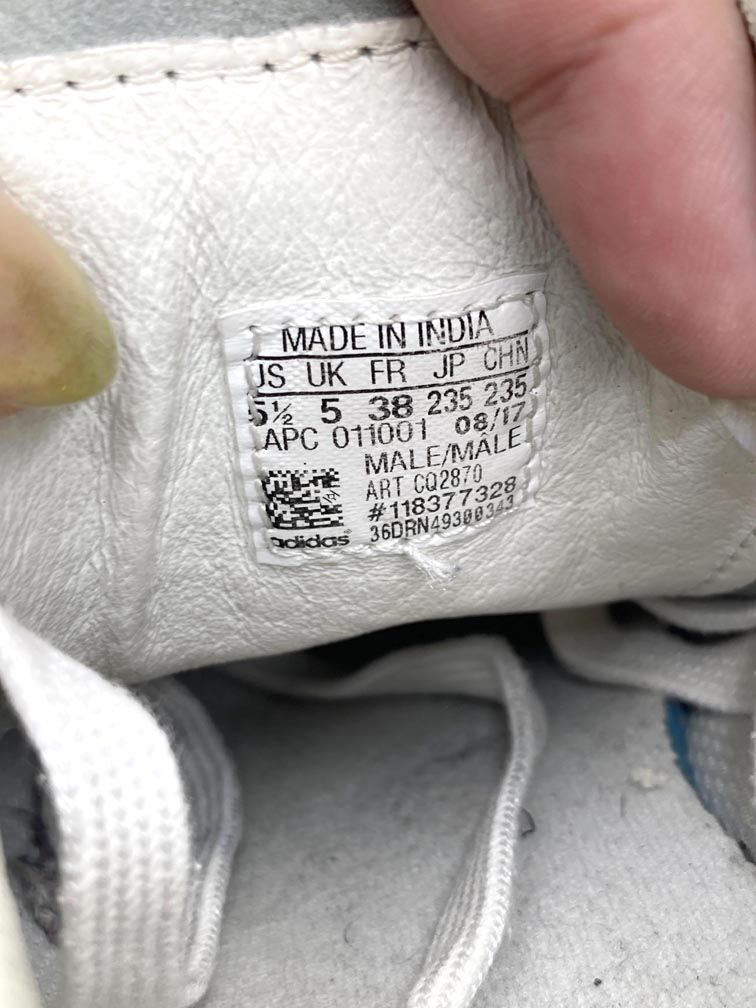 MADE IN INDIA
US UK FR JP CHN
5½ 5 38 235 235
APC 011001 08/17
MALE/MÂLE
ART CQ2870
#118377328
36DRN49300343
adidas